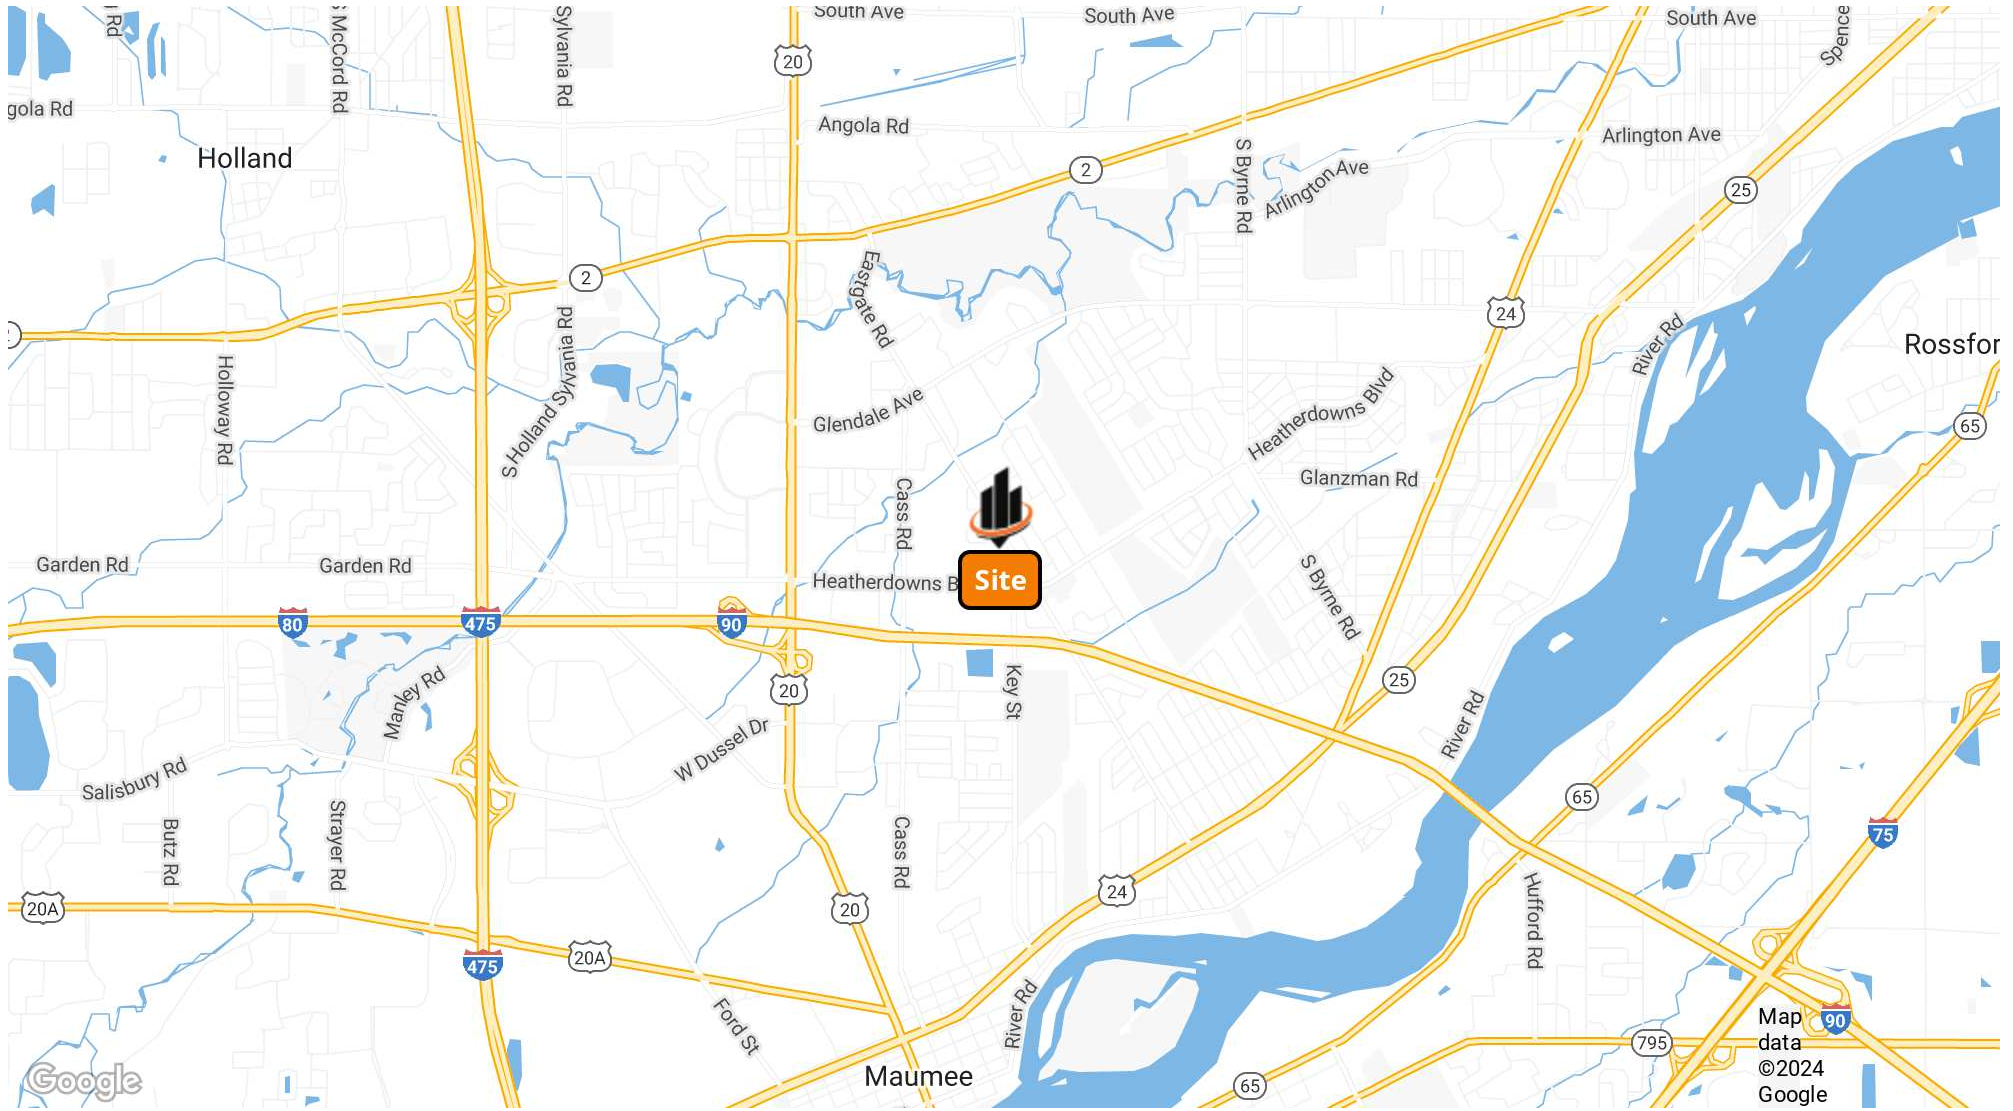 South Ave
South Ave
South Ave
Rd
S McCord Rd
Sylvania Rd
20
Spence
gola Rd
Angola Rd
Arlington Ave
Holland
2
S Byrne Rd
Arlington Ave
25
2
Eastgate Rd
24
River Rd
Rossfor
S Holland Sylvania Rd
Holloway Rd
Glendale Ave
Heatherdowns Blvd
65
Cass Rd
Glanzman Rd
Garden Rd
Garden Rd
Heatherdowns B
Site
S Byrne Rd
80
475
90
Manley Rd
20
Key St
25
River Rd
W Dussel Dr
Salisbury Rd
65
75
Butz Rd
Strayer Rd
Cass Rd
24
20A
20
Hufford Rd
20A
475
Ford St
River Rd
90
795
Maumee
65
Google
Map
data
©2024
Google